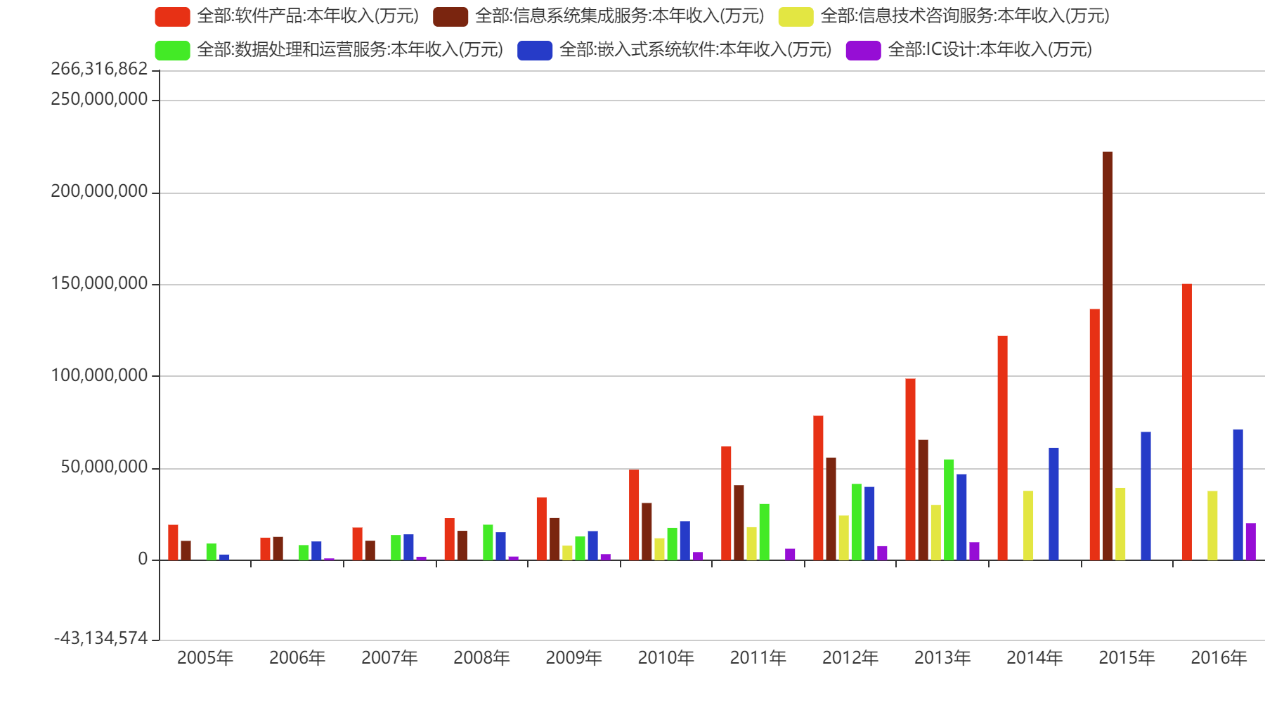 全部:软件产品:本年收入(万元) 全部:信息系统集成服务:本年收入(万元) 全部:信息技术咨询服务:本年收入(万元)
全部:数据处理和运营服务:本年收入(万元) 全部:嵌入式系统软件:本年收入(万元) 全部:IC设计:本年收入(万元)
266,316,862
250,000,000
200,000,000
150,000,000
100,000,000
50,000,000
0
-43,134,574
2005年 2006年 2007年 2008年 2009年 2010年 2011年 2012年 2013年 2014年 2015年 2016年